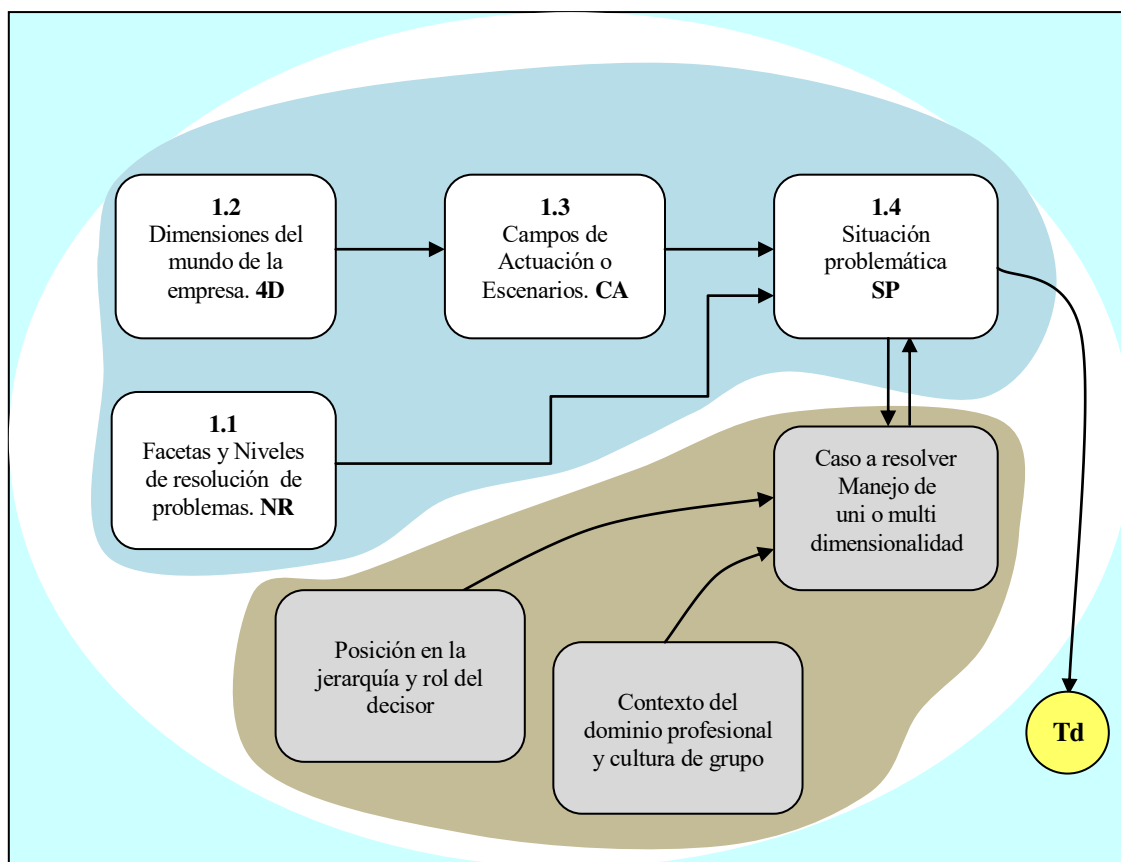 1.2
Dimensiones del
mundo de la
empresa. 4D
1.3
Campos de
Actuación o
Escenarios. CA
1.4
Situación
problemática
SP
1.1
Facetas y Niveles
de resolución de
problemas. NR
Caso a resolver
Manejo de
uni o multi
dimensionalidad
Posición en la
jerarquía y rol del
decisor
Contexto del
dominio profesional
y cultura de grupo
Td